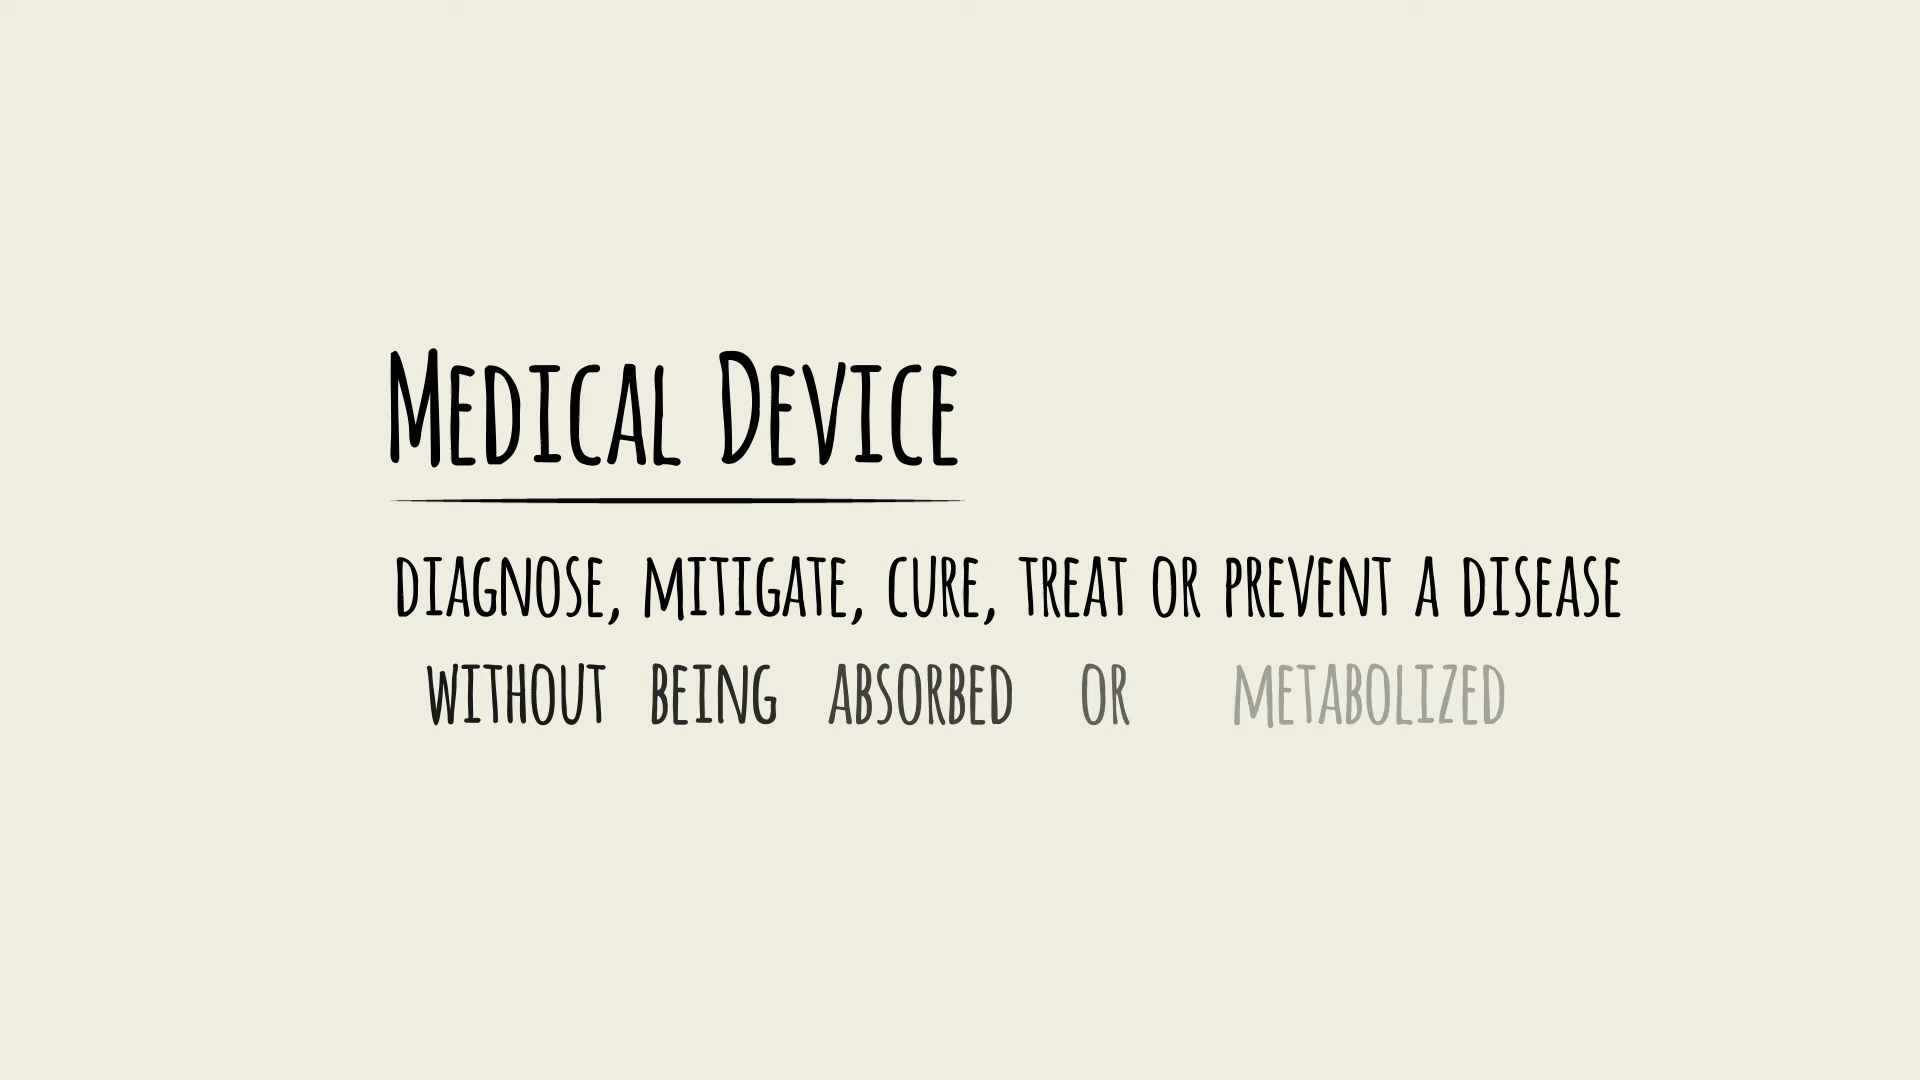 Medical Device
diagnose, mitigate, cure, treat or prevent a disease
without being absorbed or metabolized